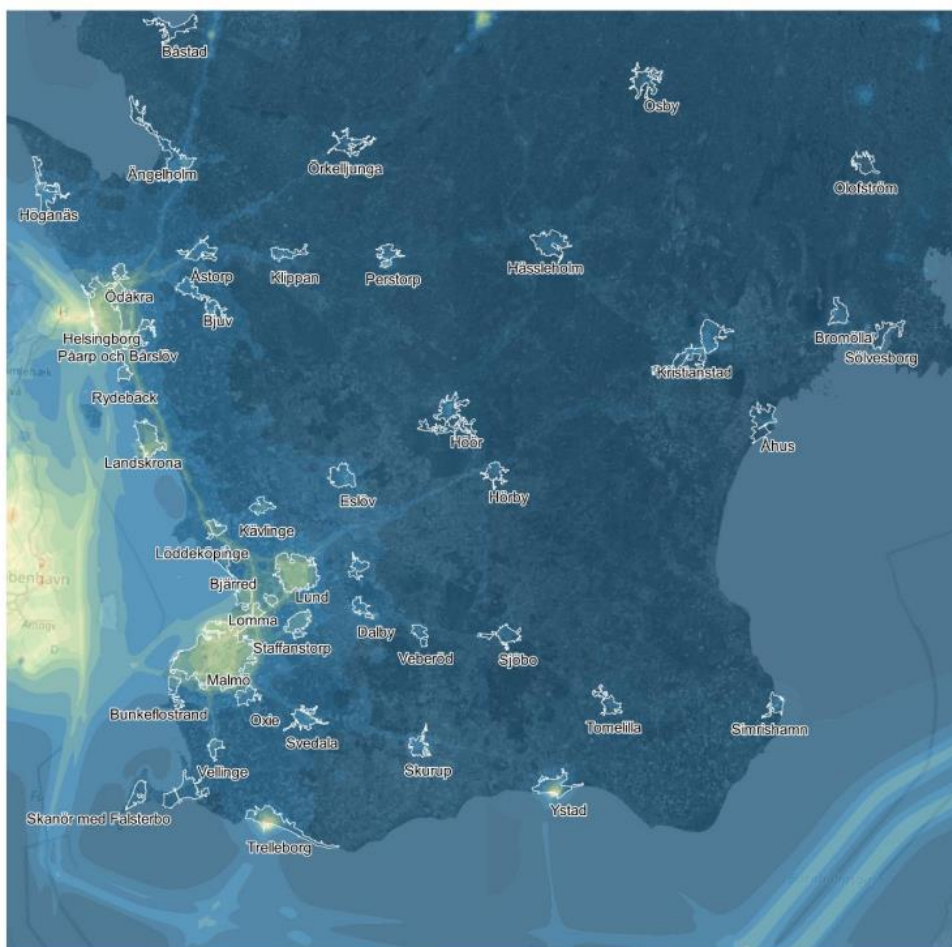 Båstad
Osby
Ängelholm
Örkelljunga
Olofström
Höganäs
Åstorp
Klippan
Perstorp
Hässleholm
Ödåkra
Bjuv
Helsingborg
Påarp och Bårslöv
Bromölla
Sölvesborg
Kristianstad
Rydebäck
Landskrona
Höör
Åhus
Eslöv
Hörby
Kävlinge
Löddeköpinge
Bjärred
Lund
Lomma
Staffanstorp
Dalby
Veberöd
Sjöbo
Malmö
Bunkeflostrand
Oxie
Svedala
Tomelilla
Simrishamn
Vellinge
Skurup
Skanör med Falsterbo
Ystad
Trelleborg